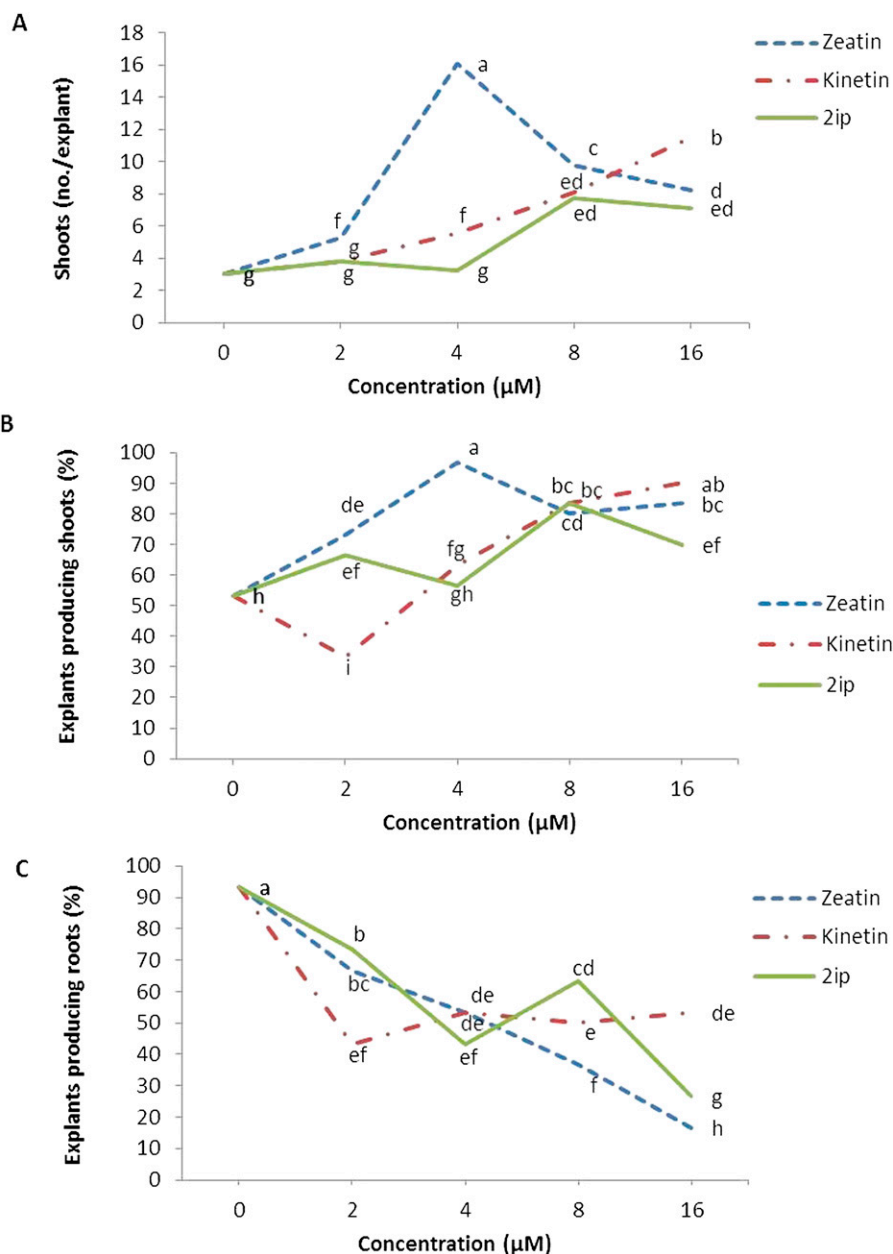 A
Shoots (no./explant)
18
16
14
12
10
8
6
4
2
0
a
b
c
d
ed
ed
ed
f
f
g
g
g
g
0 2 4 8 16
Concentration (µM)
Zeatin
Kinetin
2ip
B
Explants producing shoots (%)
100
90
80
70
60
50
40
30
20
10
0
a
ab
bc bc
bc
cd
de
ef
ef
fg
gh
h
i
0 2 4 8 16
Concentration (µM)
Zeatin
Kinetin
2ip
C
Explants producing roots (%)
100
90
80
70
60
50
40
30
20
10
0
a
b
bc
cd
de
de
de
e
ef
ef
f
g
h
0 2 4 8 16
Concentration (µM)
Zeatin
Kinetin
2ip